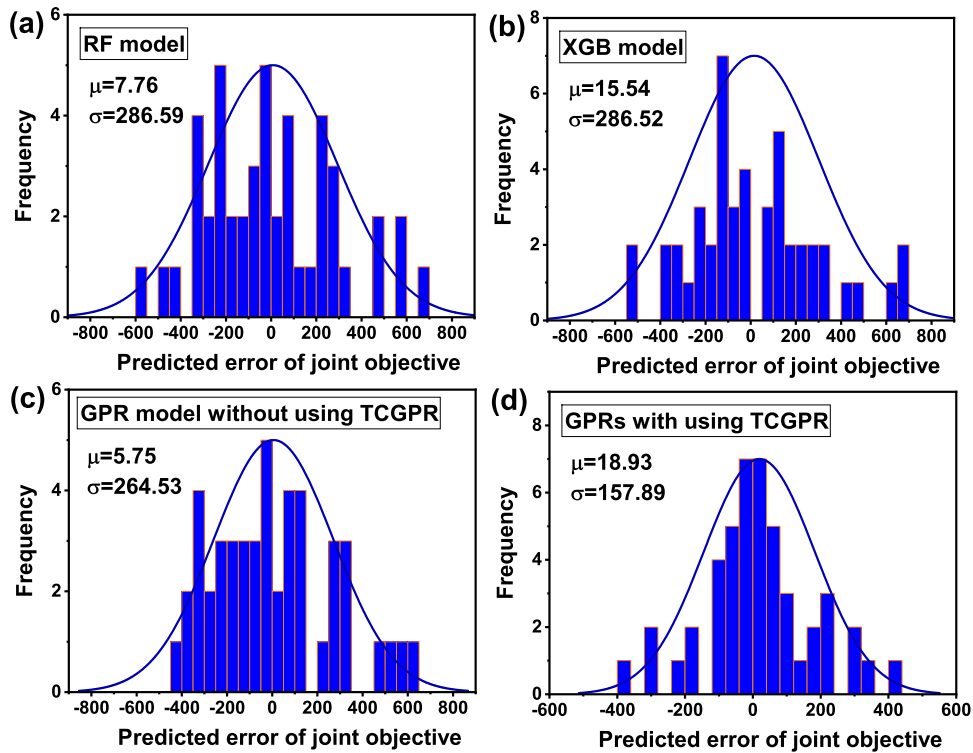 (a)
RF model
μ=7.76
σ=286.59
Frequency
0 2 4 6
-800 -600 -400 -200 0 200 400 600 800
Predicted error of joint objective
(b)
XGB model
μ=15.54
σ=286.52
Frequency
0 2 4 6 8
-800 -600 -400 -200 0 200 400 600 800
Predicted error of joint objective
(c)
GPR model without using TCGPR
μ=5.75
σ=264.53
Frequency
0 2 4 6
-800 -600 -400 -200 0 200 400 600 800
Predicted error of joint objective
(d)
GPRs with using TCGPR
μ=18.93
σ=157.89
Frequency
0 2 4 6 8
-600 -400 -200 0 200 400 600
Predicted error of joint objective